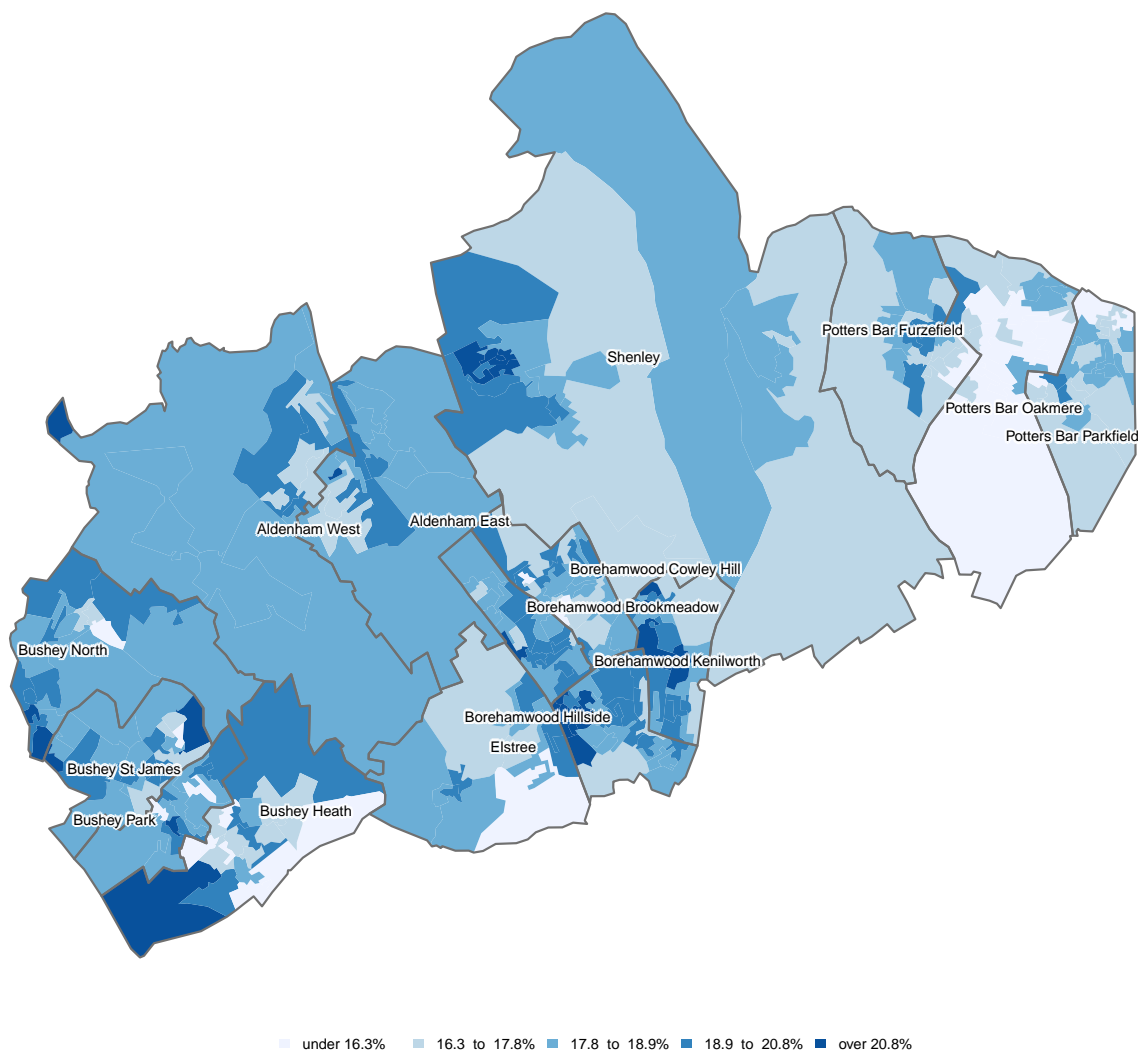 Potters Bar Furzefield
Shenley
Potters Bar Oakmere
Potters Bar Parkfield
Aldenham East
Aldenham West
Borehamwood Cowley Hill
Borehamwood Brookmeadow
Bushey North
Borehamwood Kenilworth
Borehamwood Hillside
Elstree
Bushey St James
Bushey Heath
Bushey Park
under 16.3% 16.3 to 17.8% 17.8 to 18.9% 18.9 to 20.8% over 20.8%